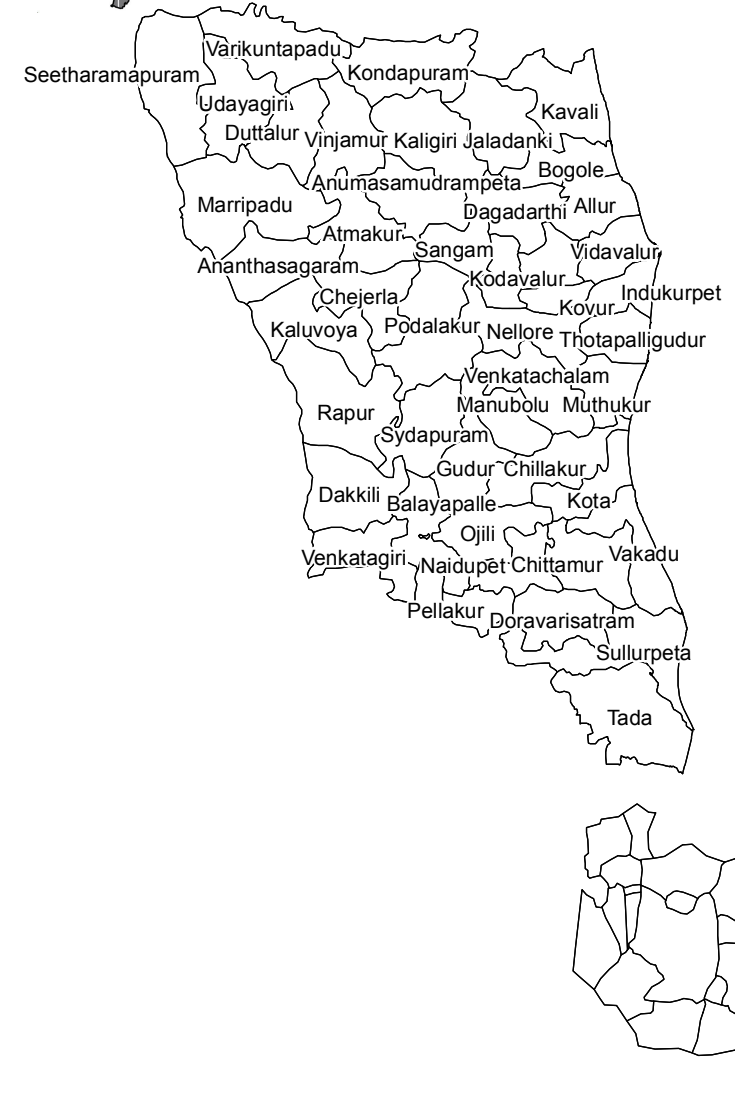 Varikuntapadu
Seetharamapuram
Kondapuram
Udayagiri
Kavali
Duttalur
Vinjamur
Kaligiri
Jaladanki
Bogole
Anumasamudrampeta
Marripadu
Dagadarthi
Allur
Atmakur
Sangam
Vidavalur
Ananthasagaram
Kodavalur
Chejerla
Indukurpet
Kovur
Kaluvoya
Podalakur
Nellore
Thotapalligudur
Venkatachalam
Rapur
Manubolu
Muthukur
Sydapuram
Gudur
Chillakur
Dakkili
Balayapalle
Kota
Ojili
Venkatagiri
Naidupet
Chittamur
Vakadu
Pellakur
Doravarisatram
Sullurpeta
Tada